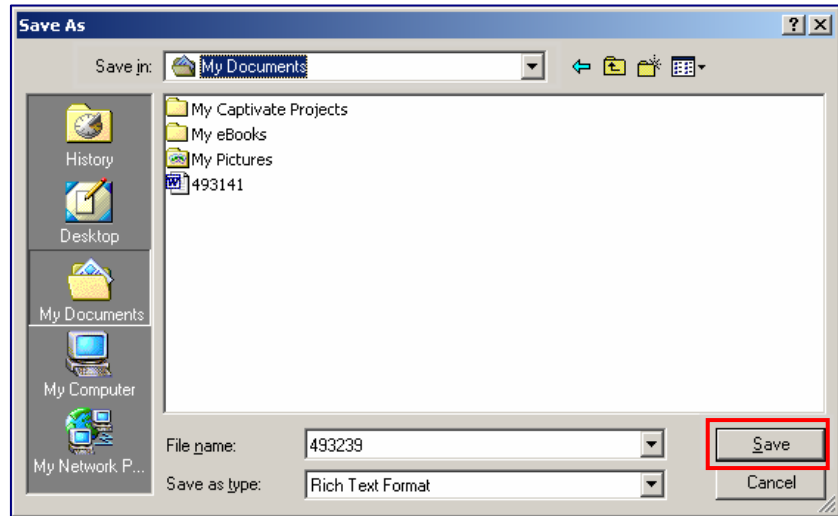 Save As
Save in: My Documents
History
Desktop
My Documents
My Computer
My Network P...
My Captivate Projects
My eBooks
My Pictures
493141
File name: 493239
Save
Save as type: Rich Text Format
Cancel